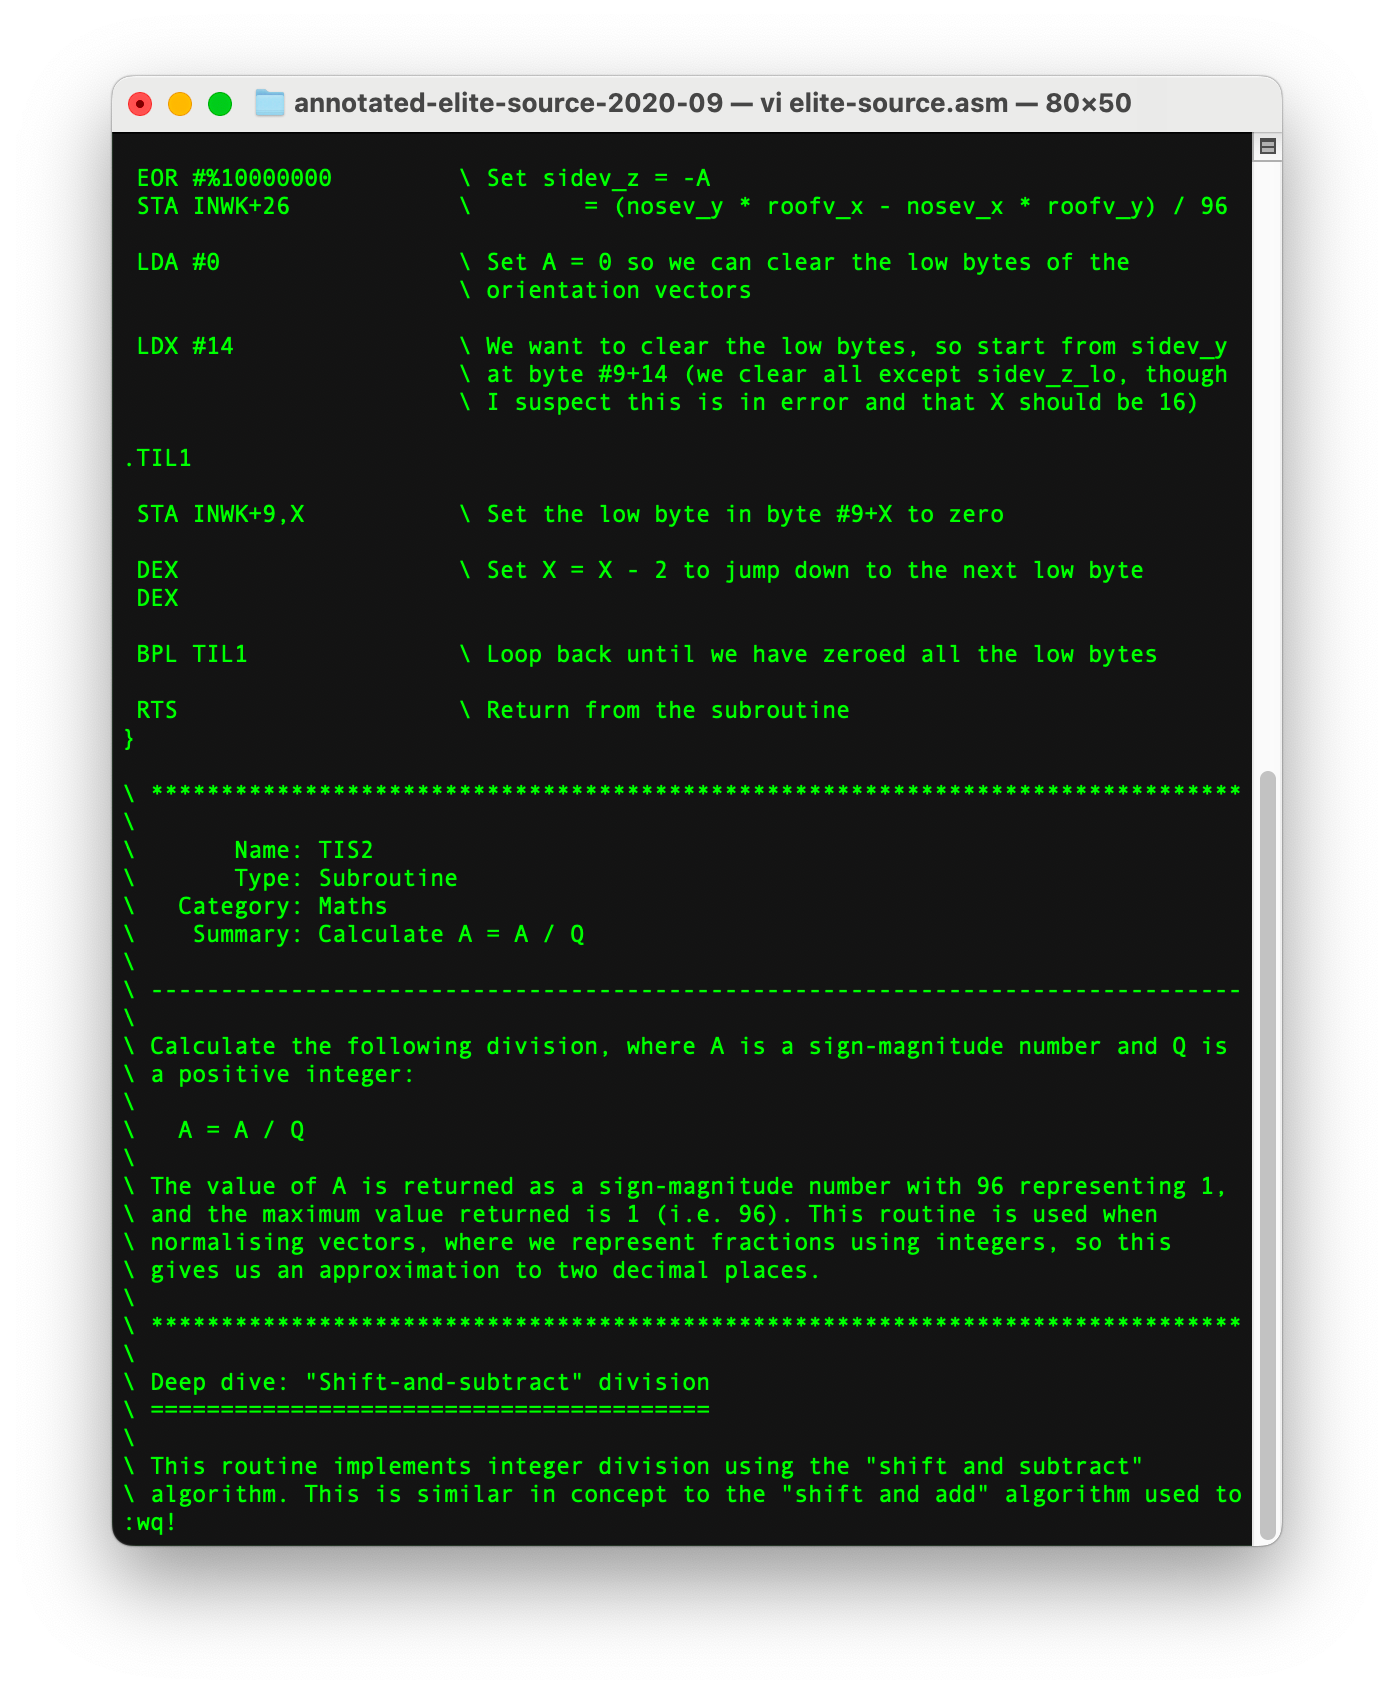 annotated-elite-source-2020-09 — vi elite-source.asm — 80×50
 EOR #%10000000         \ Set sidev_z = -A
 STA INWK+26            \        = (nosev_y * roofv_x - nosev_x * roofv_y) / 96
 LDA #0                 \ Set A = 0 so we can clear the low bytes of the
                        \ orientation vectors
 LDX #14                \ We want to clear the low bytes, so start from sidev_y
                        \ at byte #9+14 (we clear all except sidev_z_lo, though
                        \ I suspect this is in error and that X should be 16)
.TIL1
 STA INWK+9,X           \ Set the low byte in byte #9+X to zero
 DEX                    \ Set X = X - 2 to jump down to the next low byte
 DEX
 BPL TIL1               \ Loop back until we have zeroed all the low bytes
 RTS                    \ Return from the subroutine
}
\ ******************************************************************************
\
\       Name: TIS2
\       Type: Subroutine
\   Category: Maths
\    Summary: Calculate A = A / Q
\
\ ------------------------------------------------------------------------------
\
\ Calculate the following division, where A is a sign-magnitude number and Q is
\ a positive integer:
\
\   A = A / Q
\
\ The value of A is returned as a sign-magnitude number with 96 representing 1,
\ and the maximum value returned is 1 (i.e. 96). This routine is used when
\ normalising vectors, where we represent fractions using integers, so this
\ gives us an approximation to two decimal places.
\
\ ******************************************************************************
\
\ Deep dive: "Shift-and-subtract" division
\ ========================================
\
\ This routine implements integer division using the "shift and subtract"
\ algorithm. This is similar in concept to the "shift and add" algorithm used to
:wq!